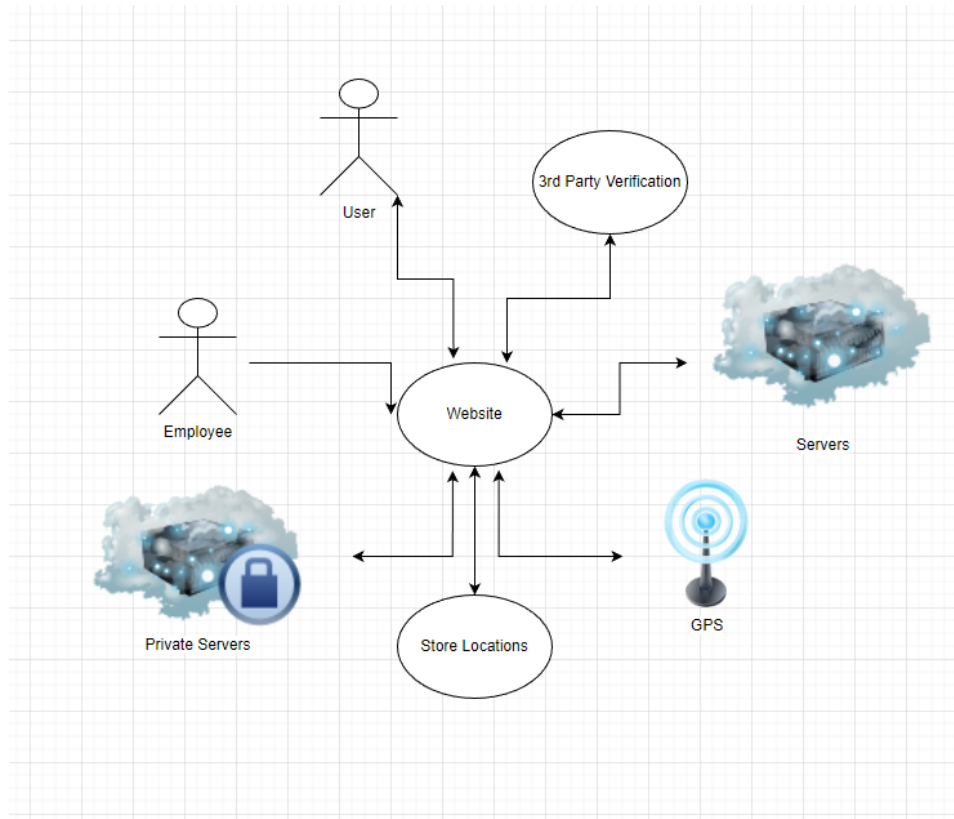 User
3rd Party Verification
Employee
Website
Servers
Private Servers
Store Locations
GPS